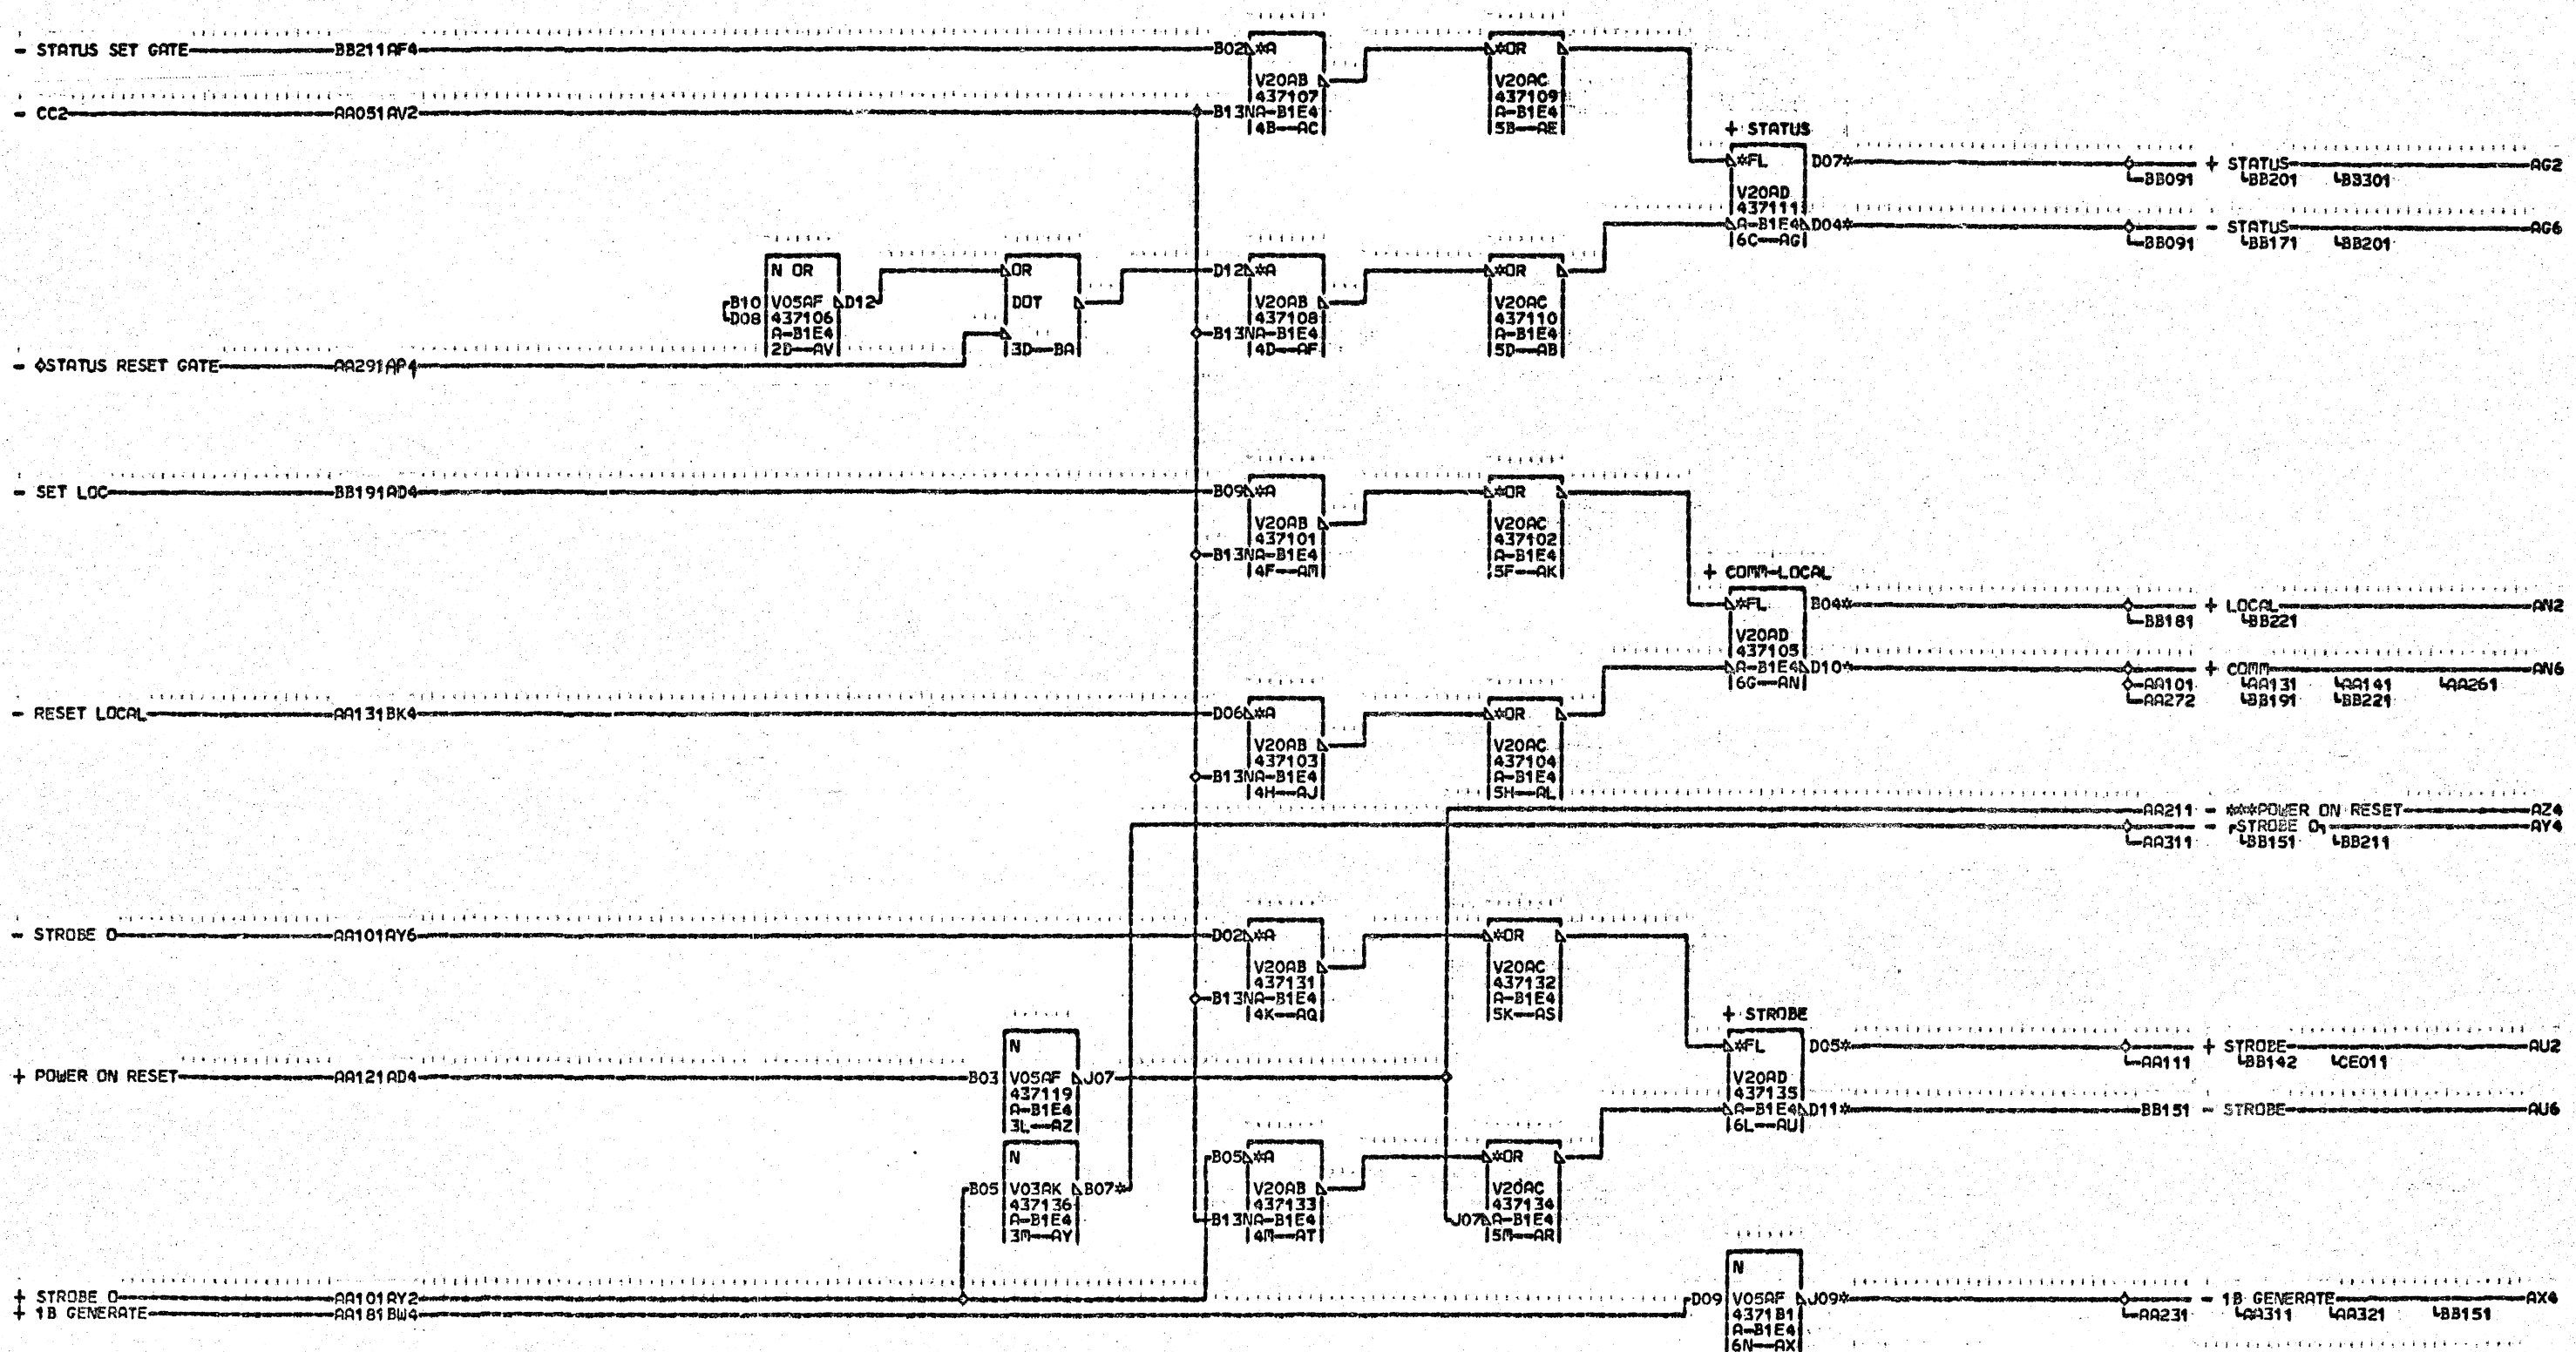 - STATUS SET GATE BB211AF4 B02 *A *OR
V20AB V20AC
437107 437109
- CC2 AA051AV2 B13NA-B1E4 A-B1E4
4B--AC 5B--AE
+ STATUS
*FL D07* + STATUS AG2
BB091 BB201 BB301
V20AD
437111
A-B1E4 D04* - STATUS AG6
6C--AG BB091 BB171 BB201
N OR OR D12 *A *OR
B10 V05AF D12 DOT V20AB V20AC
D08 437106 437108 437110
A-B1E4 B13NA-B1E4 A-B1E4
2D--AV 3D--BA 4D--AF 5D--AB
- ◊STATUS RESET GATE AA291AP4
- SET LOC BB191AD4 B09 *A *OR
V20AB V20AC
437101 437102
B13NA-B1E4 A-B1E4
4F--AM 5F--AK
+ COMM-LOCAL
*FL B04* + LOCAL AN2
BB181 BB221
V20AD
437105
A-B1E4 D10* + COMM AN6
6G--AN AA101 AA131 AA141 AA261
AA272 BB191 BB221
- RESET LOCAL AA131BK4 D06 *A *OR
V20AB V20AC
437103 437104
B13NA-B1E4 A-B1E4
4H--AJ 5H--AL
AA211 - ***POWER ON RESET AZ4
- STROBE 0 AY4
AA311 BB151 BB211
- STROBE 0 AA101AY6 D02 *A *OR
V20AB V20AC
437131 437132
B13NA-B1E4 A-B1E4
4K--AQ 5K--AS
+ STROBE
N *FL D05* + STROBE AU2
AA111 BB142 CE011
+ POWER ON RESET AA121AD4 B03 V05AF J07 V20AD
437119 437135
A-B1E4 A-B1E4 D11* BB151 - STROBE AU6
3L--AZ 6L--AU
N B05 *A *OR
B05 V03AK B07* V20AB V20AC
437136 437133 437134
A-B1E4 B13NA-B1E4 J07 A-B1E4
3M--AY 4M--AT 5M--AR
N
+ STROBE 0 AA101AY2 D09 V05AF J09* - 1B GENERATE AX4
+ 1B GENERATE AA181BW4 4371B1 AA231 AA311 AA321 BB151
A-B1E4
6N--AX